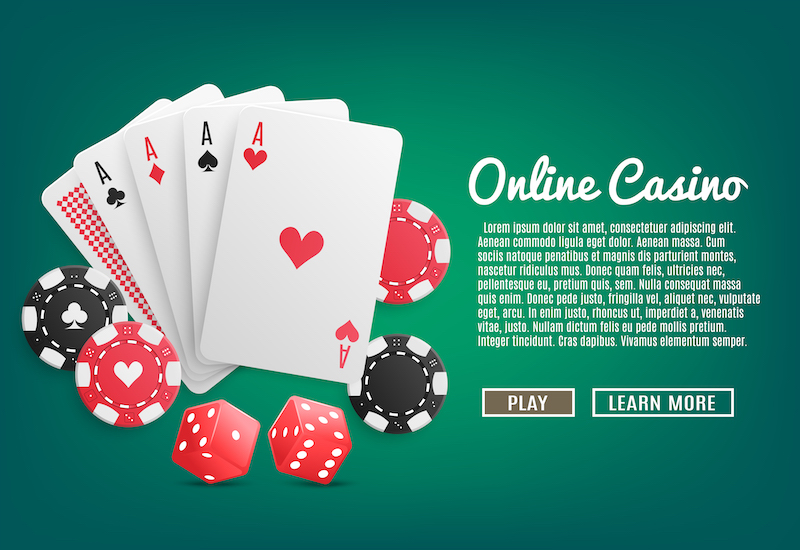 A
A
A
A
Online Casino
Lorem ipsum dolor sit amet, consectetuer adipiscing elit.
Aenean commodo ligula eget dolor. Aenean massa. Cum
sociis natoque penatibus et magnis dis parturient montes,
nascetur ridiculus mus. Donec quam felis, ultricies nec,
pellentesque eu, pretium quis, sem. Nulla consequat massa
quis enim. Donec pede justo, fringilla vel, aliquet nec, vulputate
eget, arcu. In enim justo, rhoncus ut, imperdiet a, venenatis
vitae, justo. Nullam dictum felis eu pede mollis pretium.
Integer tincidunt. Cras dapibus. Vivamus elementum semper.
A
PLAY
LEARN MORE